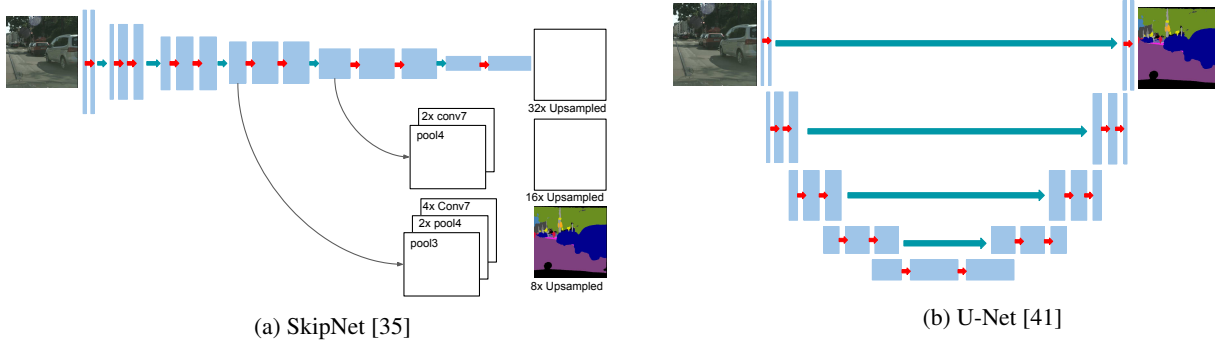 32x Upsampled
2x conv7
pool4
16x Upsampled
4x Conv7
2x pool4
pool3
8x Upsampled
(a) SkipNet [35]
(b) U-Net [41]